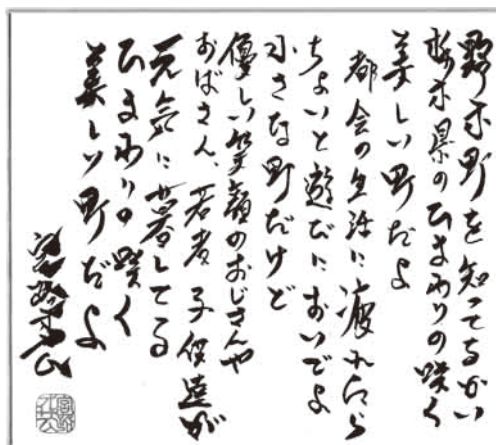 野木町を知ってるかい
栃木県のひまわりの咲く
美しい町だよ
都会の生活に疲れたら
ちょいと遊びにおいでよ
小さな町だけど
優しい笑顔のおじさんや
おばさん、若者子供達が
元気に暮してる
ひまわりの咲く
美しい町だよ